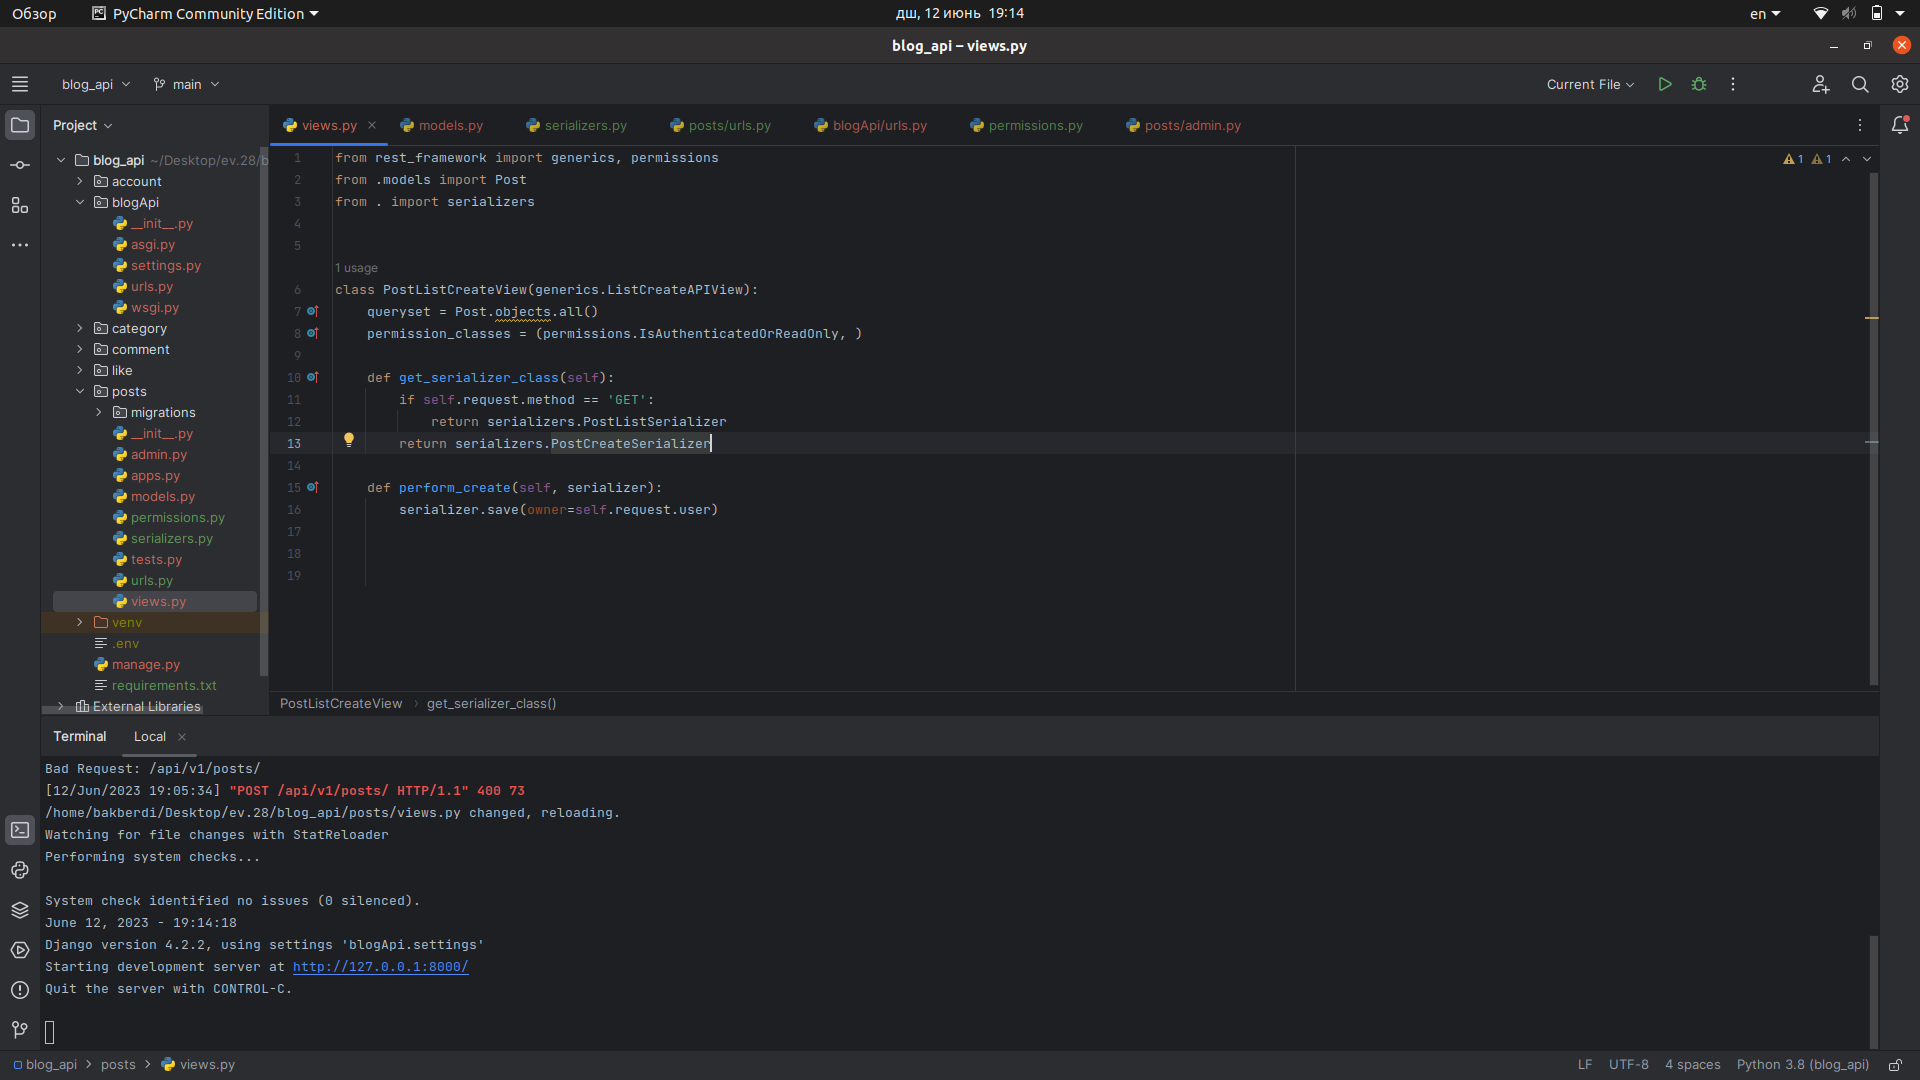 Обзор PyCharm Community Edition дш, 12 июнь 19:14 en
blog_api – views.py
blog_api main Current File
Project
blog_api ~/Desktop/ev.28/b
account
blogApi
__init__.py
asgi.py
settings.py
urls.py
wsgi.py
category
comment
like
posts
migrations
__init__.py
admin.py
apps.py
models.py
permissions.py
serializers.py
tests.py
urls.py
views.py
venv
.env
manage.py
requirements.txt
External Libraries
views.py models.py serializers.py posts/urls.py blogApi/urls.py permissions.py posts/admin.py
1 from rest_framework import generics, permissions 1 1
2 from .models import Post
3 from . import serializers
4
5
1 usage
6 class PostListCreateView(generics.ListCreateAPIView):
7 queryset = Post.objects.all()
8 permission_classes = (permissions.IsAuthenticatedOrReadOnly, )
9
10 def get_serializer_class(self):
11 if self.request.method == 'GET':
12 return serializers.PostListSerializer
13 return serializers.PostCreateSerializer
14
15 def perform_create(self, serializer):
16 serializer.save(owner=self.request.user)
17
18
19
PostListCreateView get_serializer_class()
Terminal Local
Bad Request: /api/v1/posts/
[12/Jun/2023 19:05:34] "POST /api/v1/posts/ HTTP/1.1" 400 73
/home/bakberdi/Desktop/ev.28/blog_api/posts/views.py changed, reloading.
Watching for file changes with StatReloader
Performing system checks...
System check identified no issues (0 silenced).
June 12, 2023 - 19:14:18
Django version 4.2.2, using settings 'blogApi.settings'
Starting development server at http://127.0.0.1:8000/
Quit the server with CONTROL-C.
blog_api > posts > views.py LF UTF-8 4 spaces Python 3.8 (blog_api)